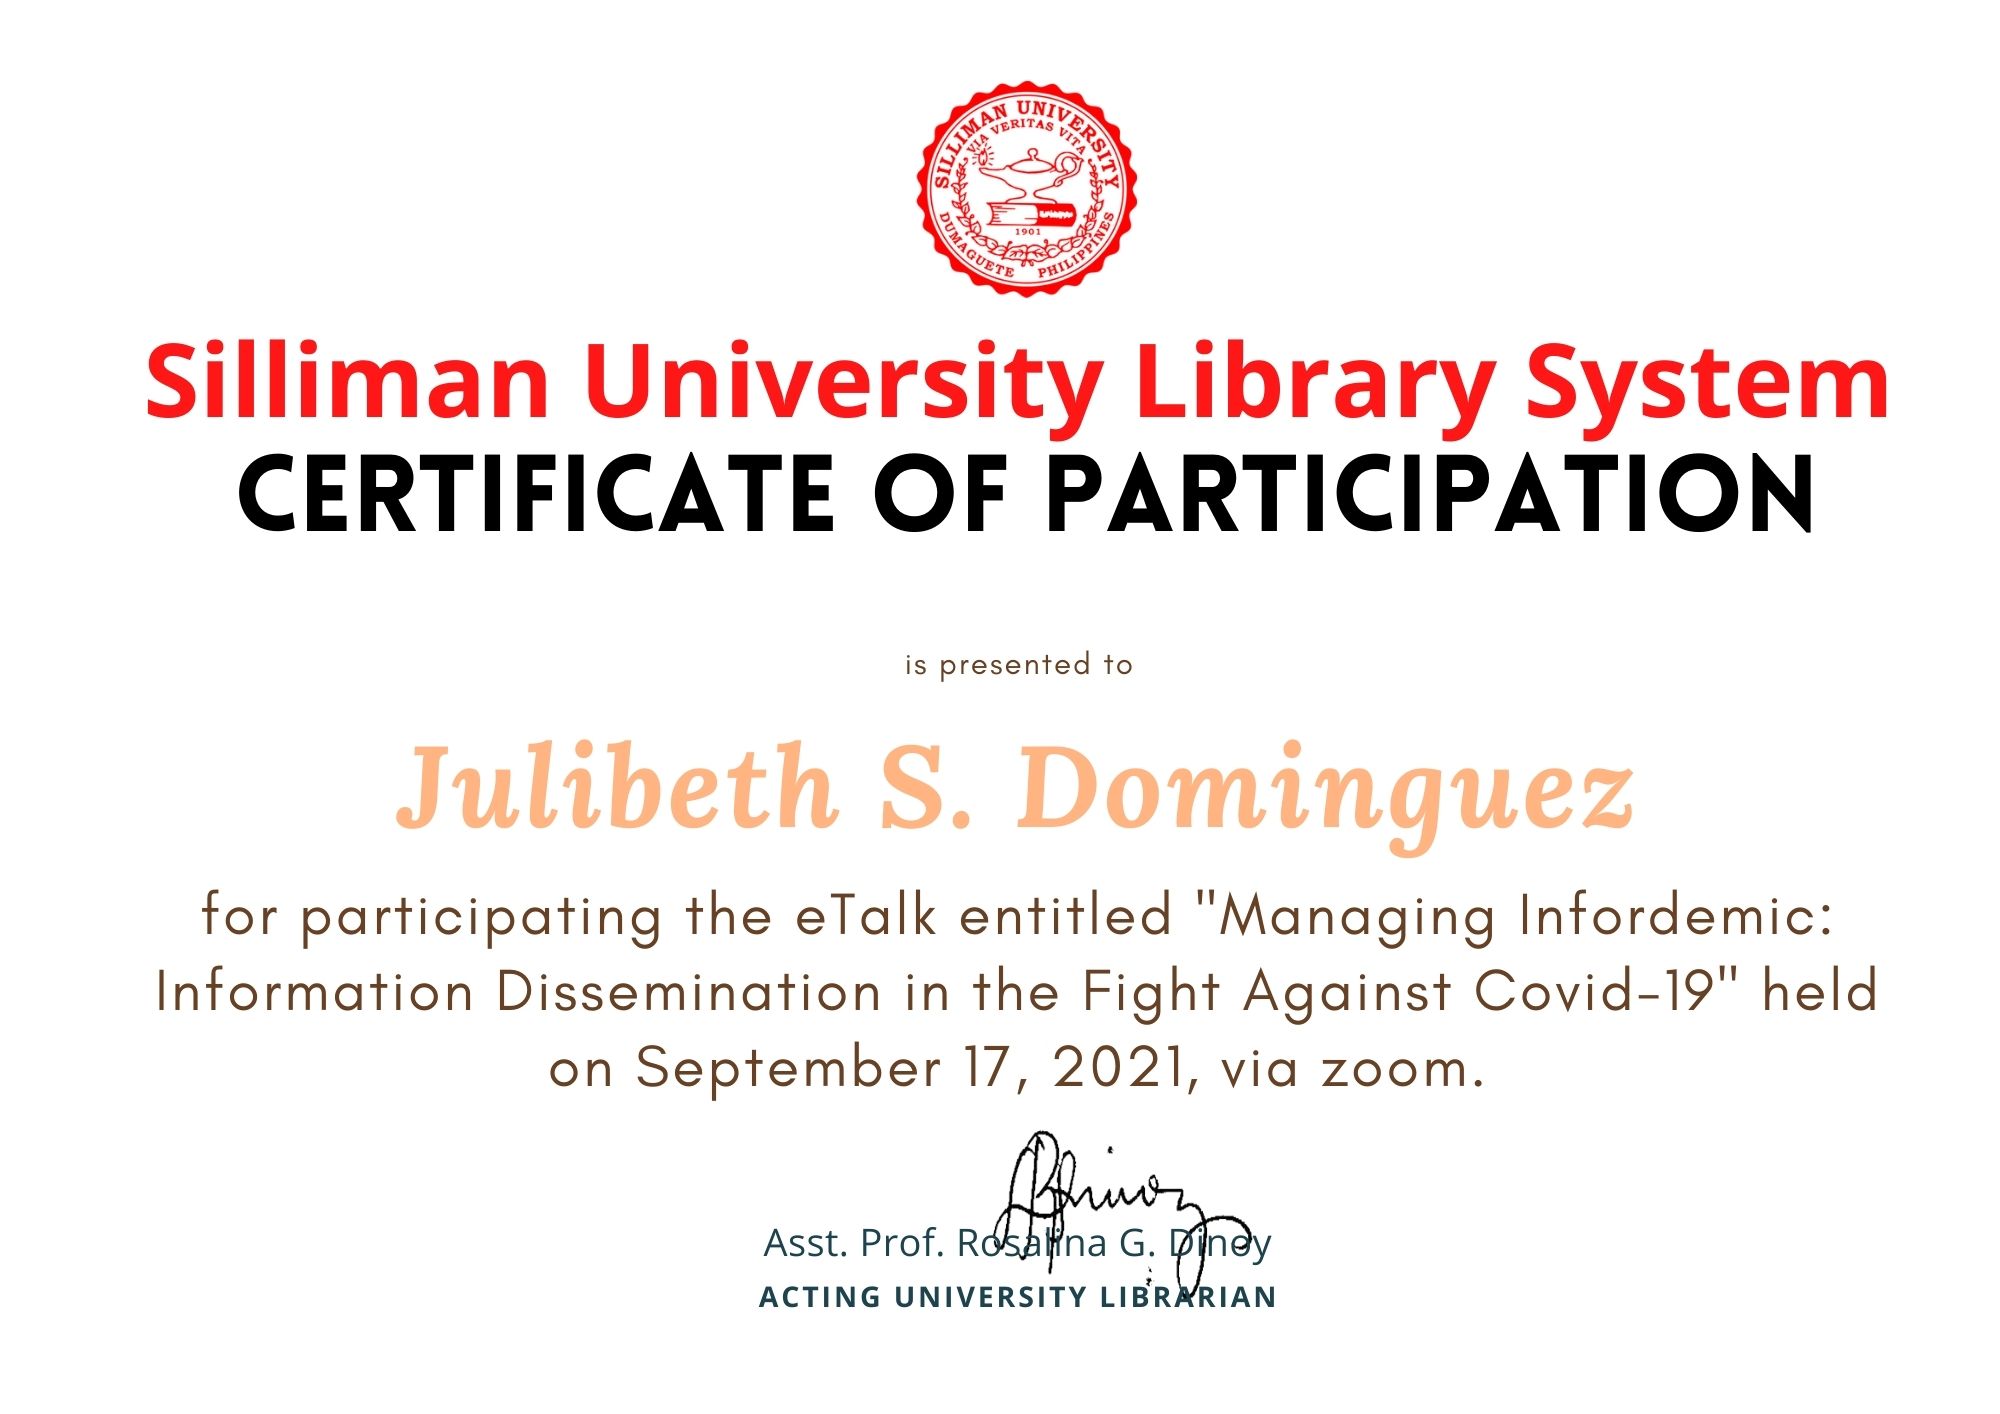 SILLIMAN UNIVERSITY
VIA VERITAS VITA
1901
DUMAGUETE PHILIPPINES
Silliman University Library System
CERTIFICATE OF PARTICIPATION
is presented to
Julibeth S. Dominguez
for participating the eTalk entitled "Managing Infordemic:
Information Dissemination in the Fight Against Covid-19" held
on September 17, 2021, via zoom.
Asst. Prof. Rosalina G. Dinoy
ACTING UNIVERSITY LIBRARIAN